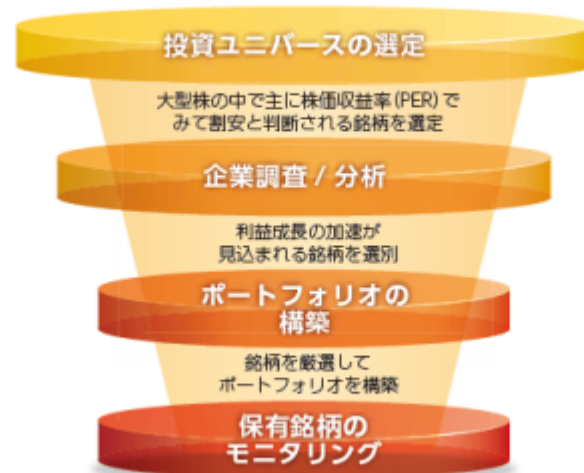 投資ユニバースの選定
大型株の中で主に株価収益率(PER)で
みて割安と判断される銘柄を選定
企業調査 / 分析
利益成長の加速が
見込まれる銘柄を選別
ポートフォリオの
構築
銘柄を厳選して
ポートフォリオを構築
保有銘柄の
モニタリング